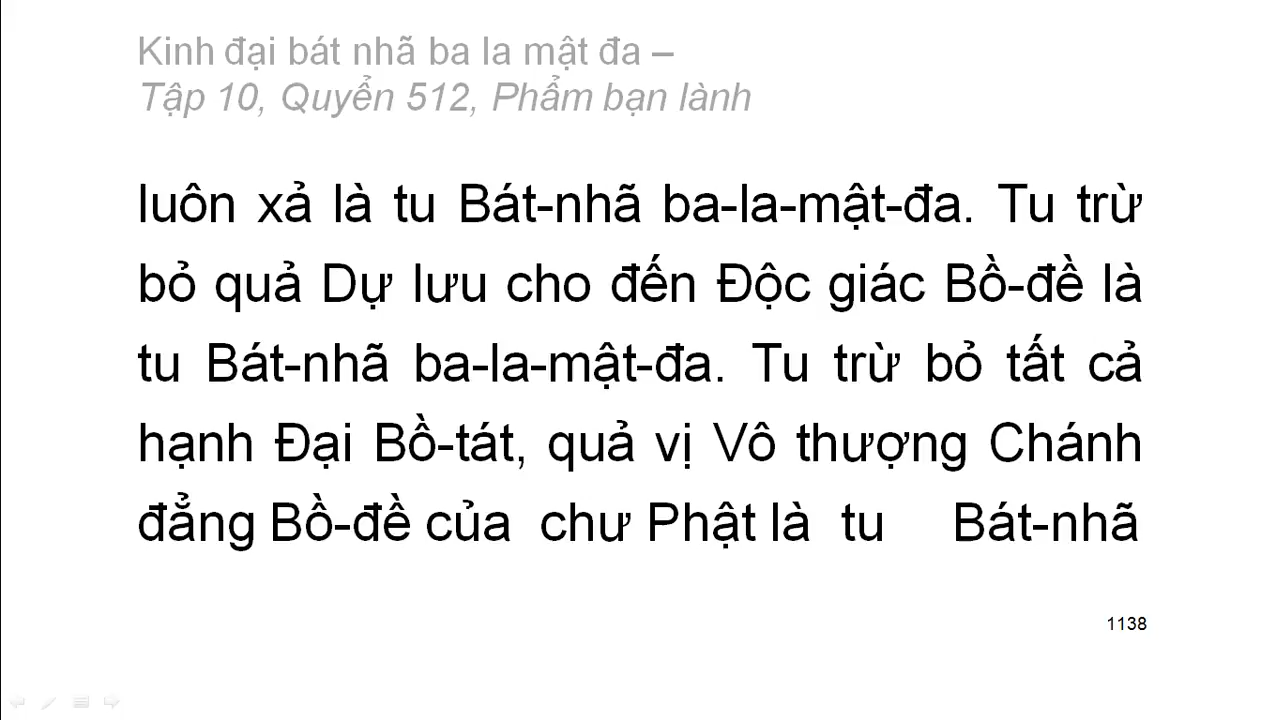 Kinh đại bát nhã ba la mật đa –
Tập 10, Quyển 512, Phẩm bạn lành
luôn xả là tu Bát-nhã ba-la-mật-đa. Tu trừ
bỏ quả Dự lưu cho đến Độc giác Bồ-đề là
tu Bát-nhã ba-la-mật-đa. Tu trừ bỏ tất cả
hạnh Đại Bồ-tát, quả vị Vô thượng Chánh
đẳng Bồ-đề của chư Phật là tu Bát-nhã
1138